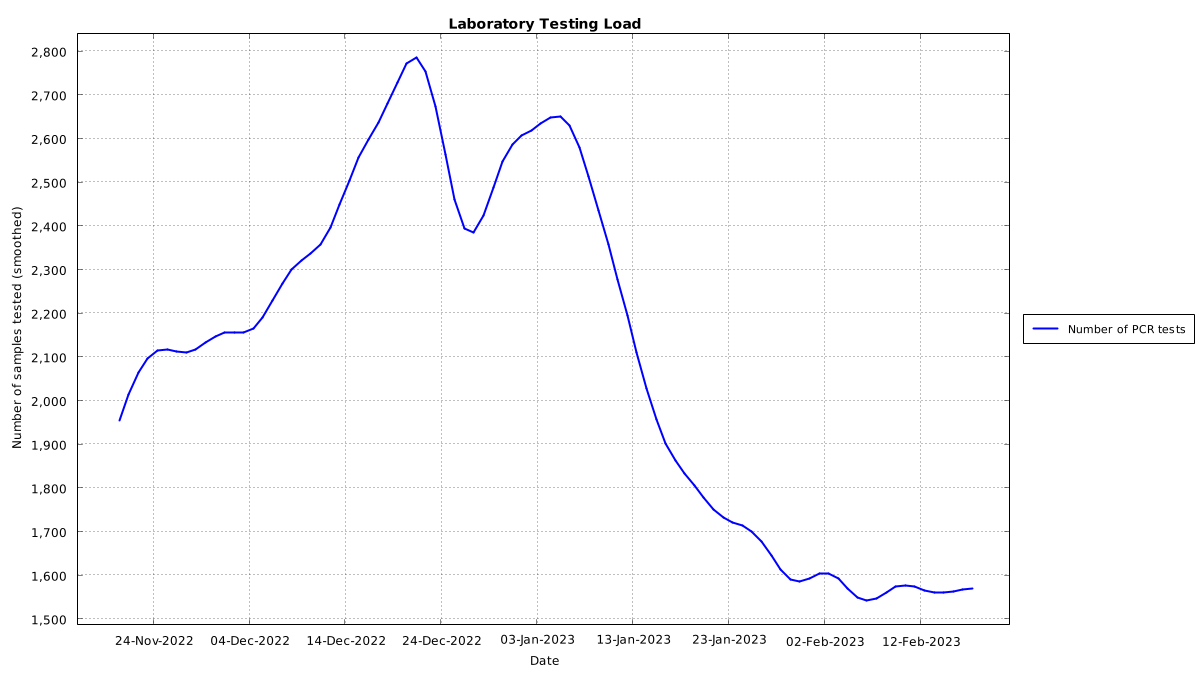 Laboratory Testing Load
2,800
2,700
2,600
2,500
2,400
2,300
2,200
2,100
2,000
1,900
1,800
1,700
1,600
1,500
Number of samples tested (smoothed)
24-Nov-2022
04-Dec-2022
14-Dec-2022
24-Dec-2022
03-Jan-2023
13-Jan-2023
23-Jan-2023
02-Feb-2023
12-Feb-2023
Date
Number of PCR tests